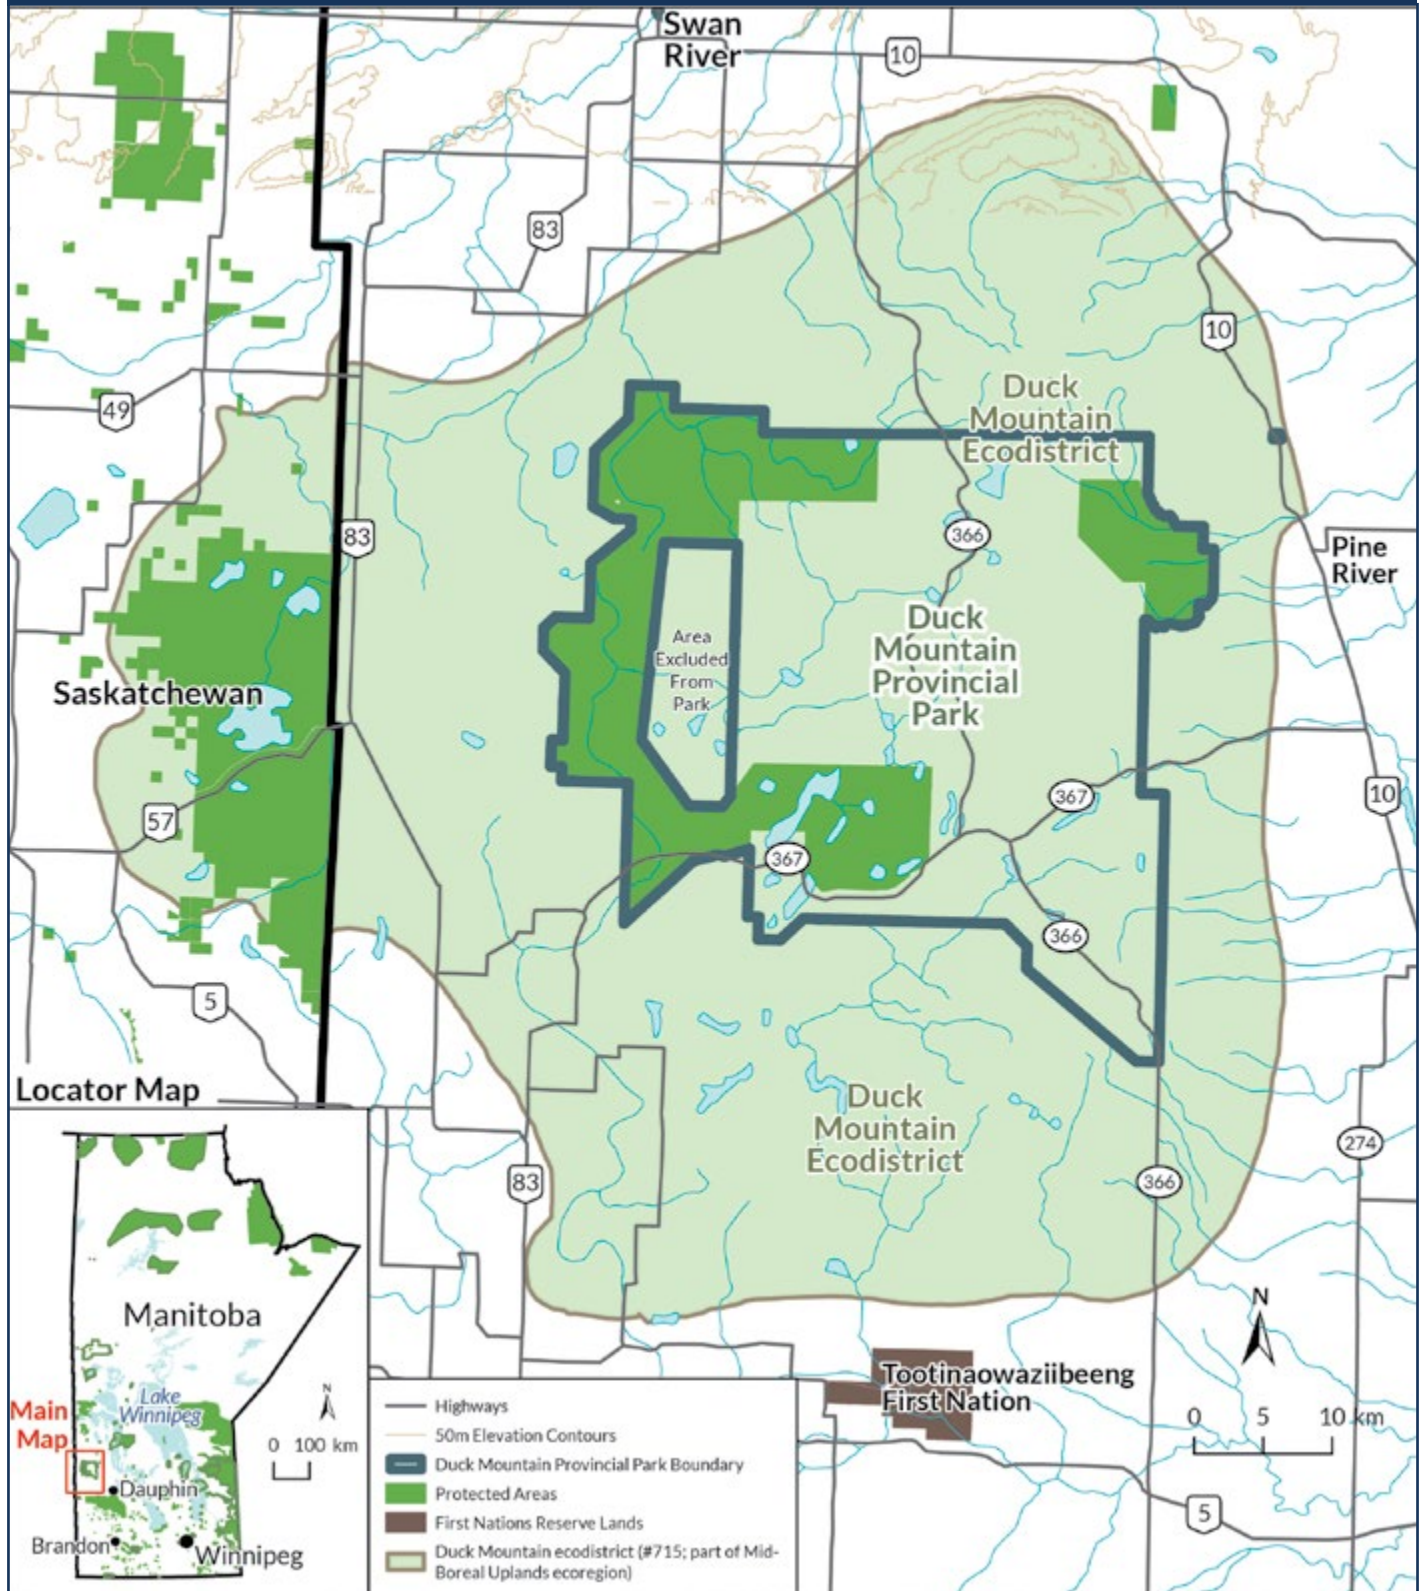 Swan
River
10
83
10
49
Duck
Mountain
Ecodistrict
83
366
Pine
River
Duck
Mountain
Provincial
Park
Area
Excluded
From
Park
Saskatchewan
57
367
10
367
366
5
Duck
Mountain
Ecodistrict
274
83
366
Locator Map
Manitoba
Lake
Winnipeg
Main
Map
N
0 100 km
Dauphin
Brandon
Winnipeg
Highways
50m Elevation Contours
Duck Mountain Provincial Park Boundary
Protected Areas
First Nations Reserve Lands
Duck Mountain ecodistrict (#715; part of Mid-
Boreal Uplands ecoregion)
Tootinaowaziibeeng
First Nation
N
0 5 10 km
5